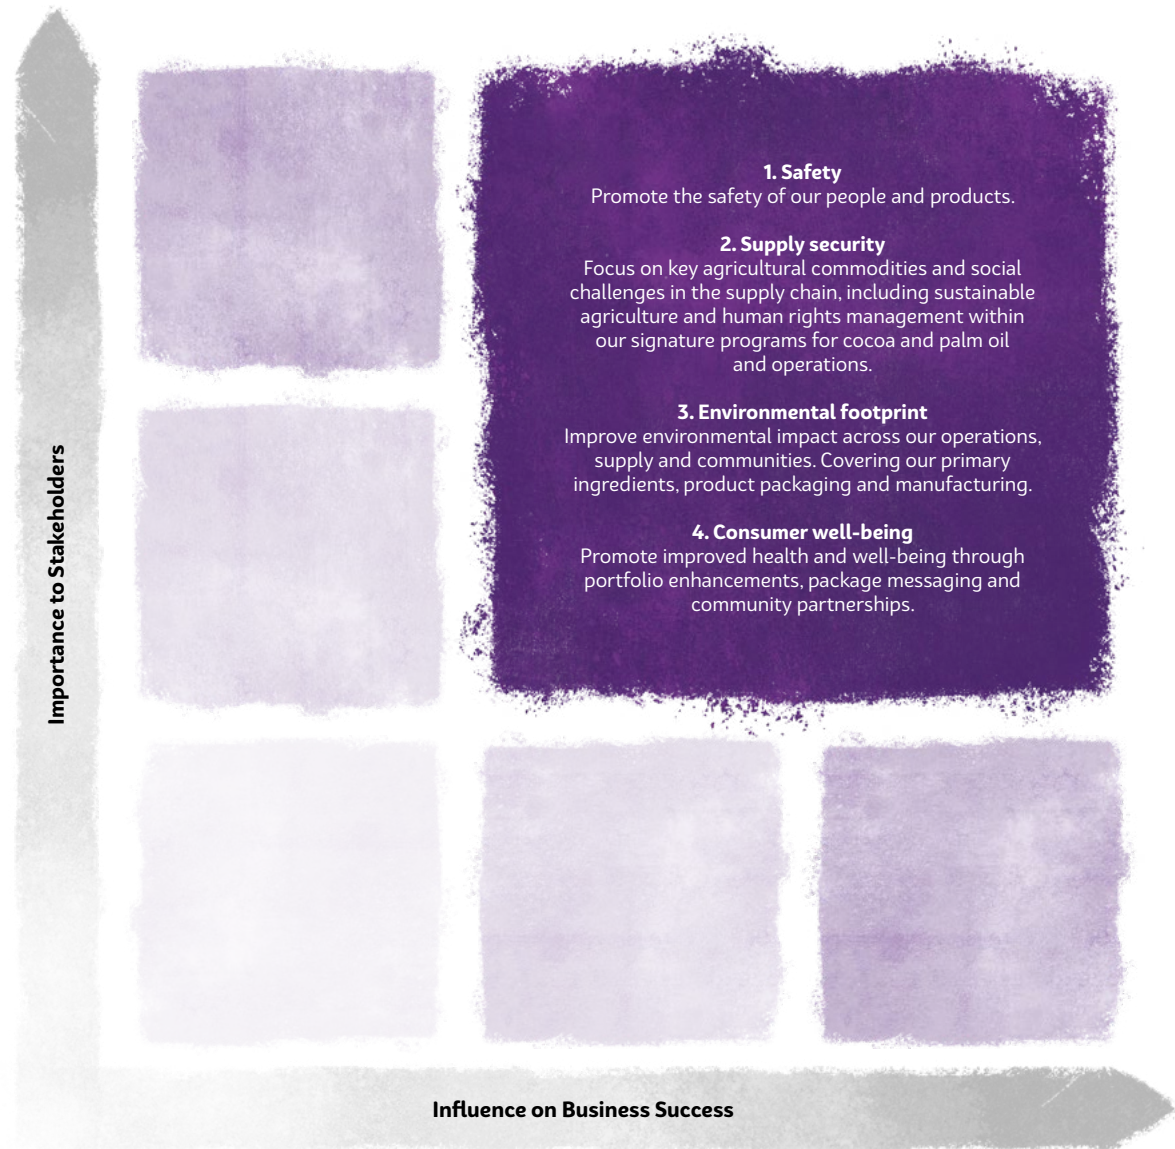 1. Safety
Promote the safety of our people and products.
2. Supply security
Focus on key agricultural commodities and social
challenges in the supply chain, including sustainable
agriculture and human rights management within
our signature programs for cocoa and palm oil
and operations.
3. Environmental footprint
Improve environmental impact across our operations,
supply and communities. Covering our primary
ingredients, product packaging and manufacturing.
4. Consumer well-being
Promote improved health and well-being through
portfolio enhancements, package messaging and
community partnerships.
Importance to Stakeholders
Influence on Business Success